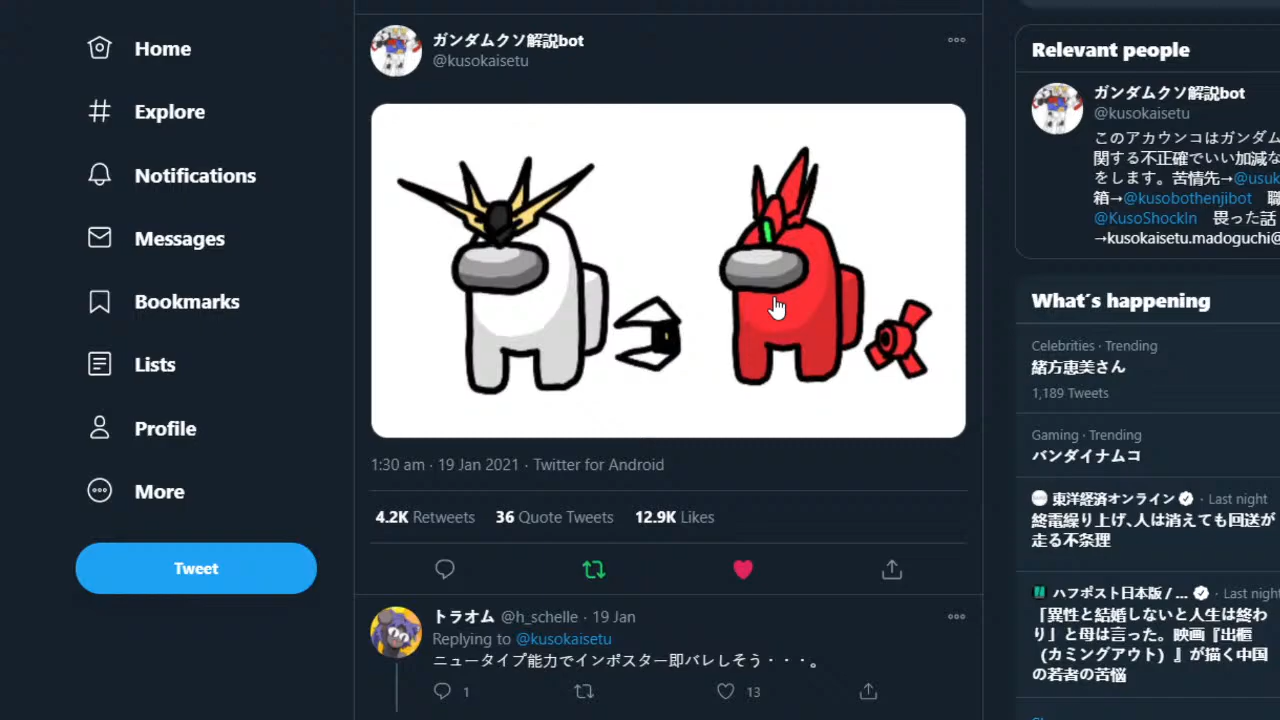 Home
Explore
Notifications
Messages
Bookmarks
Lists
Profile
More
Tweet
ガンダムクソ解説bot
@kusokaisetu
1:30 am · 19 Jan 2021 · Twitter for Android
4.2K Retweets 36 Quote Tweets 12.9K Likes
トラオム @h_schelle · 19 Jan
Replying to @kusokaisetu
ニュータイプ能力でインポスター即バレしそう・・・。
1
13
Relevant people
ガンダムクソ解説bot
@kusokaisetu
このアカウンコはガンダム
関する不正確でいい加減な
をします。苦情先→@usuk
箱→@kusobothenjibot 職
@KusoShockIn 畏った話
→kusokaisetu.madoguchi@
What's happening
Celebrities · Trending
緒方恵美さん
1,189 Tweets
Gaming · Trending
バンダイナムコ
東洋経済オンライン · Last night
終電繰り上げ､人は消えても回送が
走る不条理
ハフポスト日本版 / ... · Last nigh
『異性と結婚しないと人生は終わ
り』と母は言った。映画『出櫃
（カミングアウト）』が描く中国
の若者の苦悩